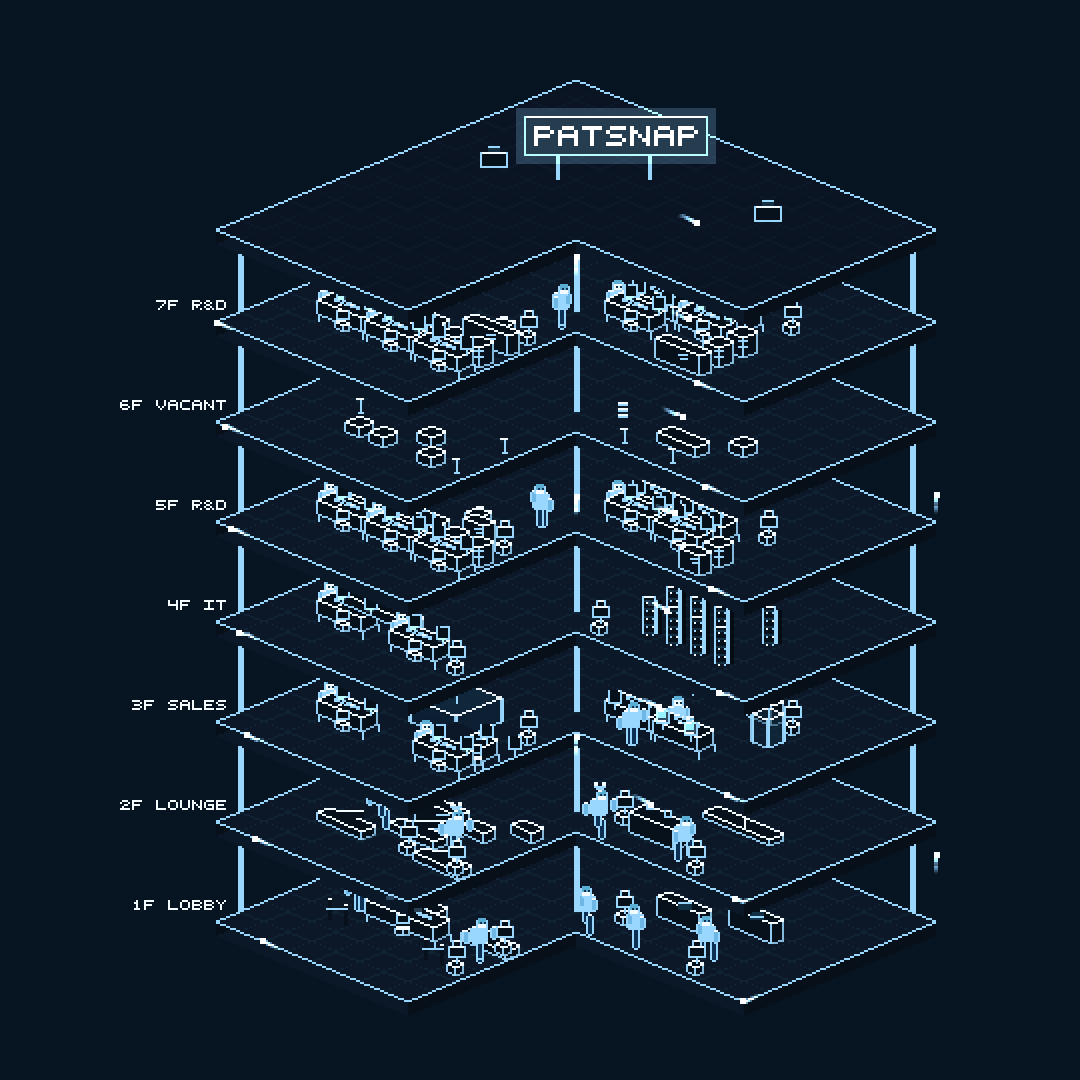 PATSNAP
7F R&D
6F VACANT
5F R&D
4F IT
3F SALES
2F LOUNGE
1F LOBBY